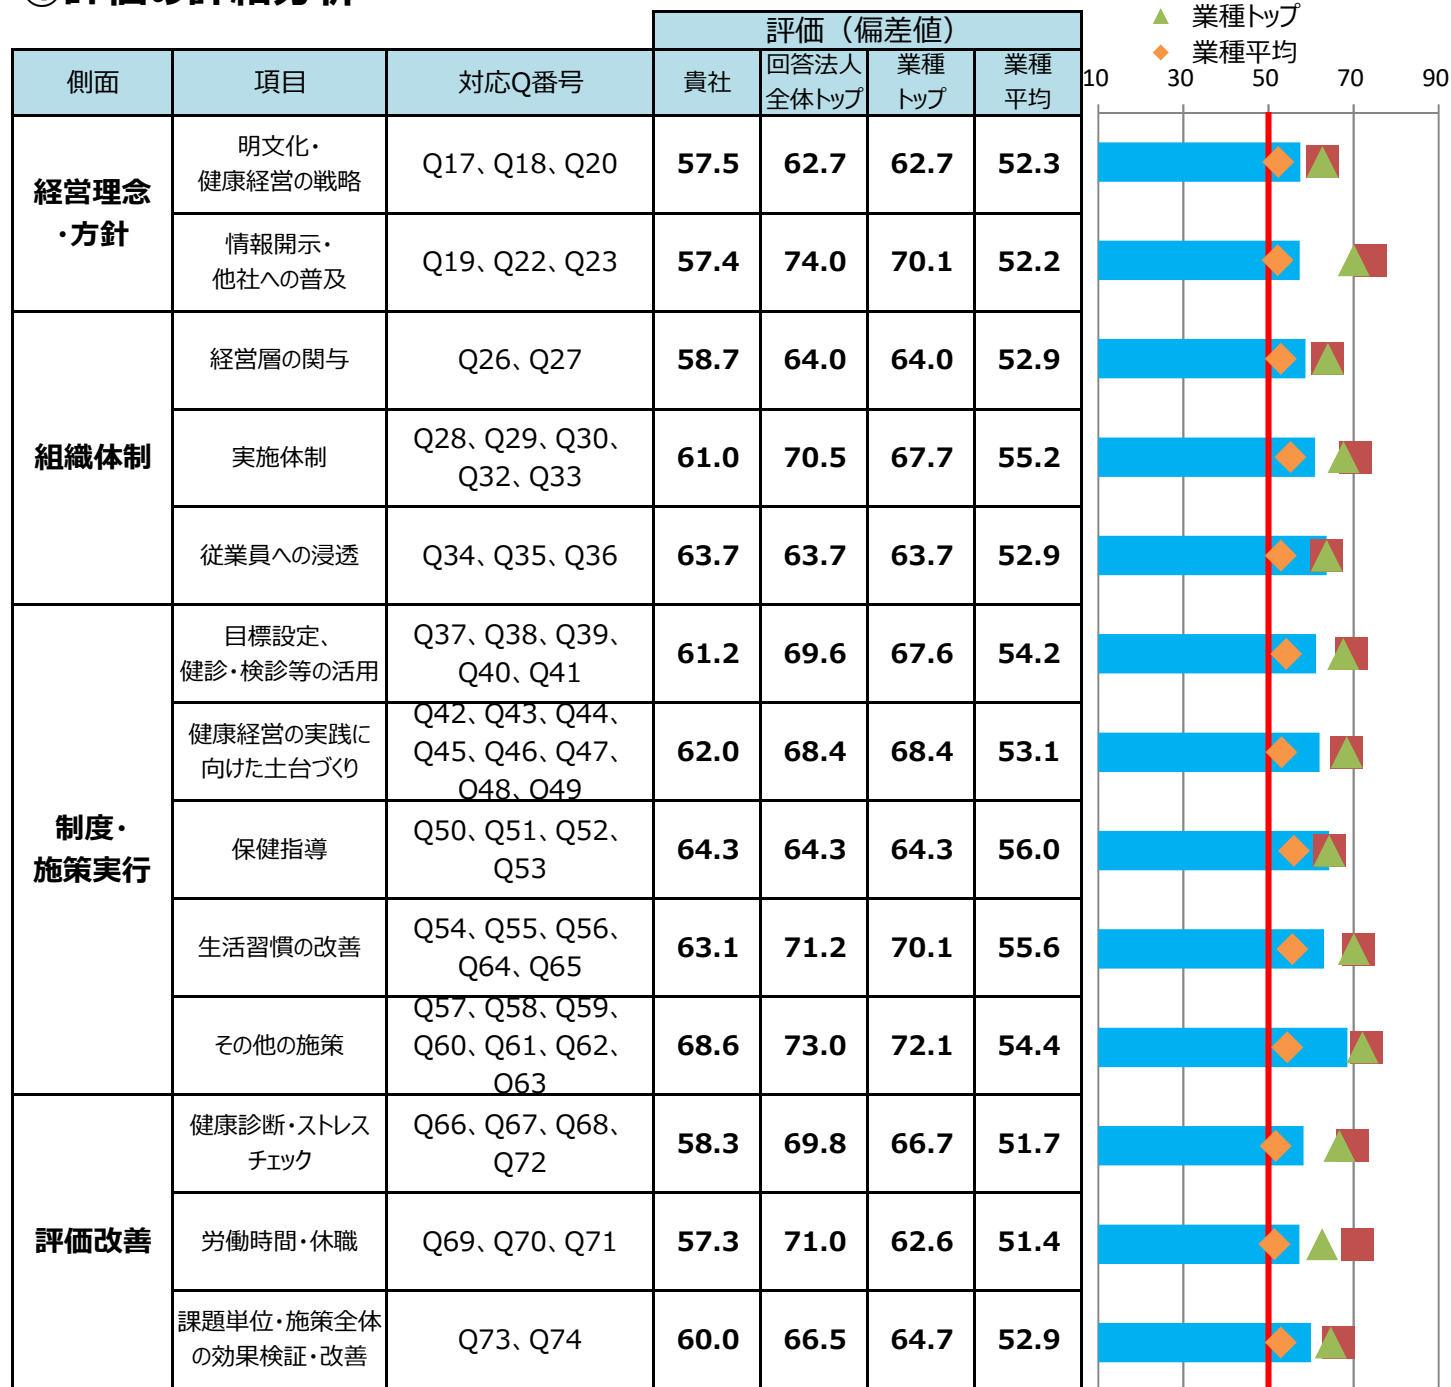 評価(偏差値)
▲ 業種トップ
◆ 業種平均
側面 項目 対応Q番号 貴社 回答法人 業種 業種
全体トップ トップ 平均
10 30 50 70 90
経営理念
・方針
明文化・
健康経営の戦略
Q17、Q18、Q20 57.5 62.7 62.7 52.3
情報開示・
他社への普及
Q19、Q22、Q23 57.4 74.0 70.1 52.2
組織体制
経営層の関与 Q26、Q27 58.7 64.0 64.0 52.9
実施体制
Q28、Q29、Q30、
Q32、Q33
61.0 70.5 67.7 55.2
従業員への浸透 Q34、Q35、Q36 63.7 63.7 63.7 52.9
制度・
施策実行
目標設定、
健診・検診等の活用
Q37、Q38、Q39、
Q40、Q41
61.2 69.6 67.6 54.2
健康経営の実践に
向けた土台づくり
Q42、Q43、Q44、
Q45、Q46、Q47、
Q48、Q49
62.0 68.4 68.4 53.1
保健指導
Q50、Q51、Q52、
Q53
64.3 64.3 64.3 56.0
生活習慣の改善
Q54、Q55、Q56、
Q64、Q65
63.1 71.2 70.1 55.6
その他の施策
Q57、Q58、Q59、
Q60、Q61、Q62、
Q63
68.6 73.0 72.1 54.4
評価改善
健康診断・ストレス
チェック
Q66、Q67、Q68、
Q72
58.3 69.8 66.7 51.7
労働時間・休職 Q69、Q70、Q71 57.3 71.0 62.6 51.4
課題単位・施策全体
の効果検証・改善
Q73、Q74 60.0 66.5 64.7 52.9